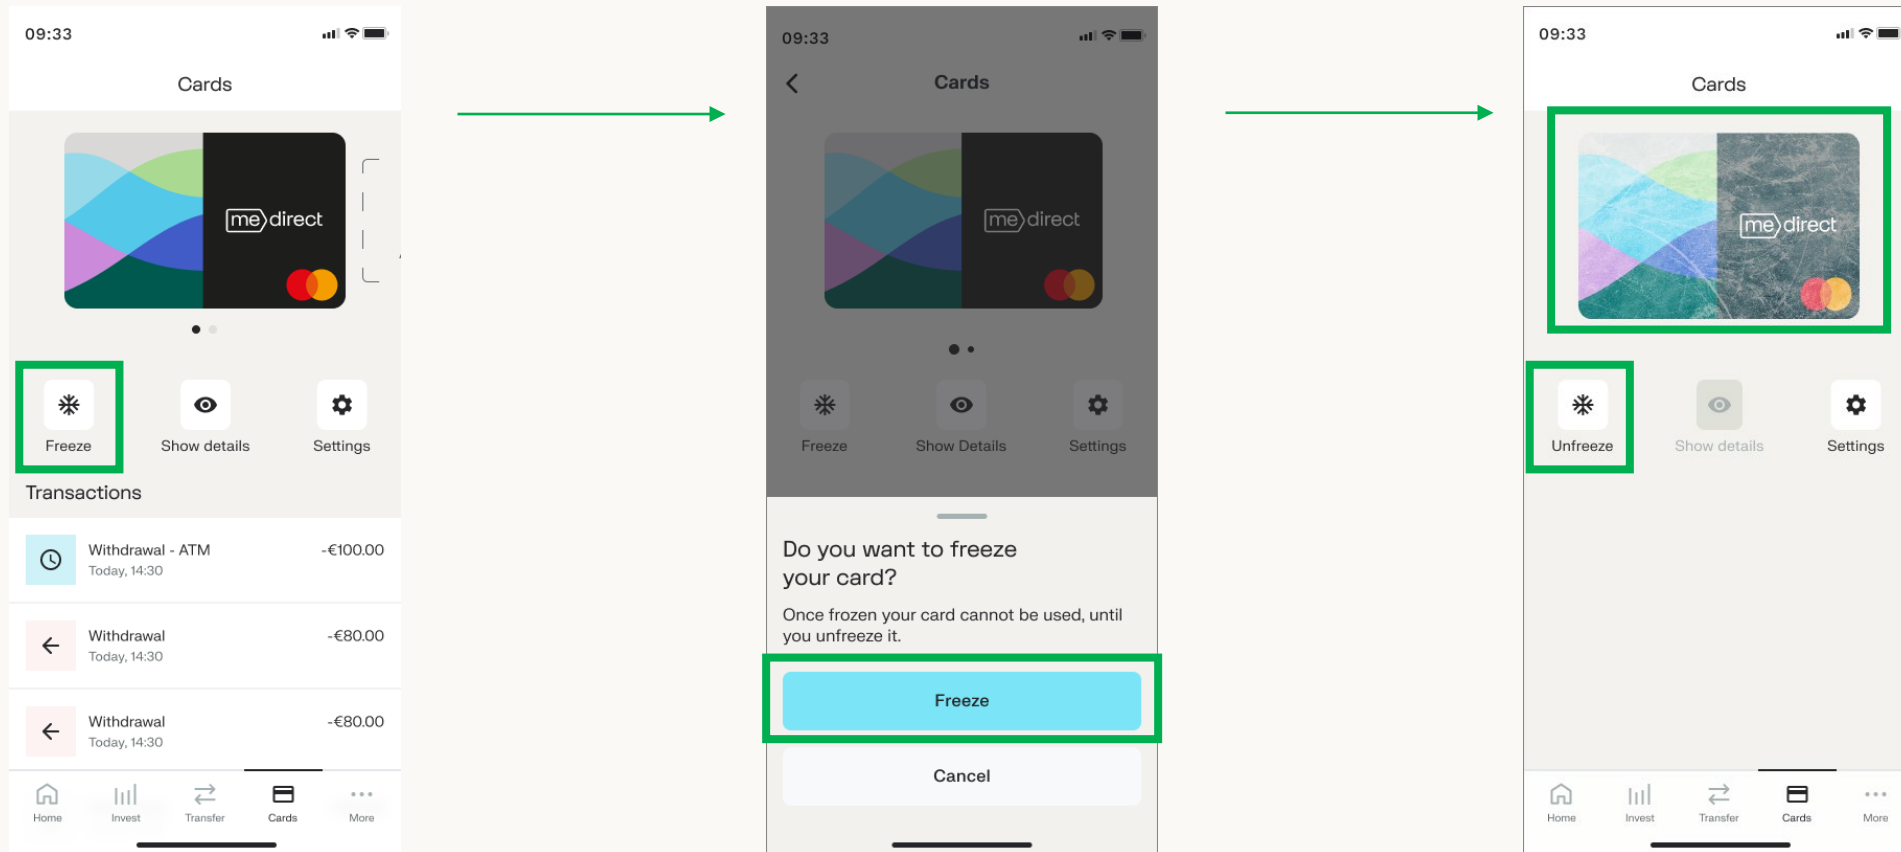 09:33
Cards
me direct
Freeze
Show details
Settings
Transactions
Withdrawal - ATM
-€100.00
Today, 14:30
Withdrawal
-€80.00
Today, 14:30
Withdrawal
-€80.00
Today, 14:30
Home
Invest
Transfer
Cards
More
09:33
Cards
me direct
Freeze
Show Details
Settings
Do you want to freeze
your card?
Once frozen your card cannot be used, until
you unfreeze it.
Freeze
Cancel
09:33
Cards
me direct
Unfreeze
Show details
Settings
Home
Invest
Transfer
Cards
More